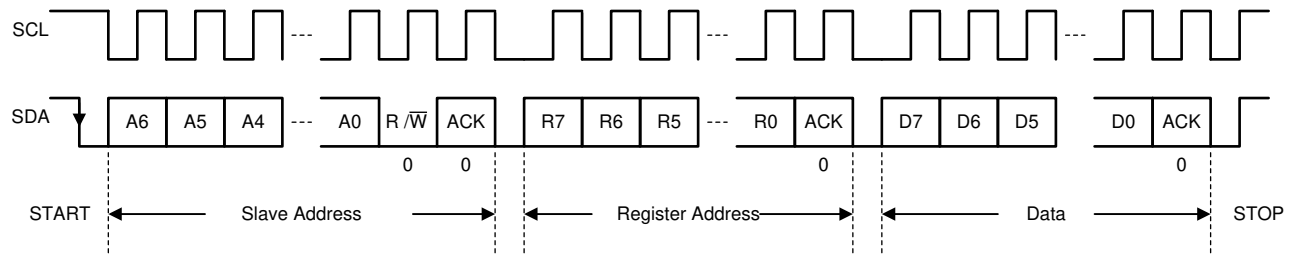 SCL --- --- ---
SDA A6 A5 A4 --- A0 R /W̅ ACK R7 R6 R5 --- R0 ACK D7 D6 D5 D0 ACK
0 0 0 0
START Slave Address Register Address Data STOP